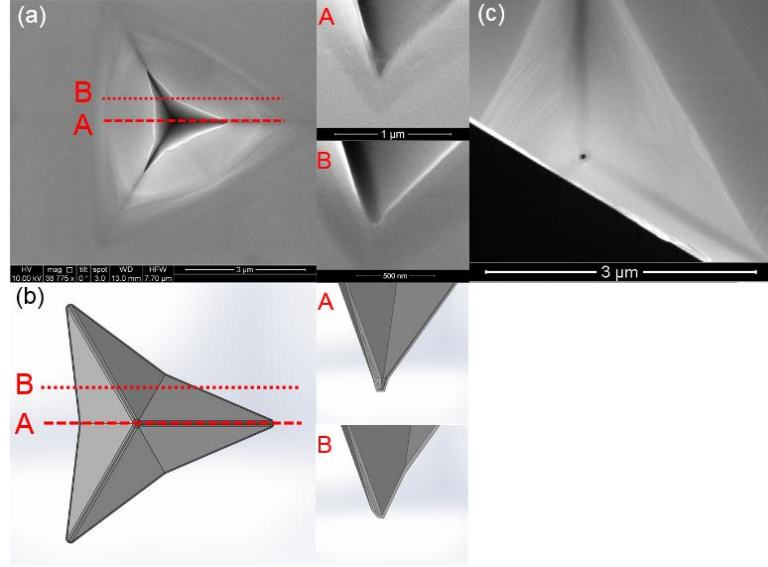 (a)
B
A
HV mag □ tilt spot WD HFW
10.00 kV 38 775 x 0 ° 3.0 13.0 mm 7.70 µm
3 µm
A
1 µm
B
500 nm
(c)
3 µm
(b)
B
A
A
B